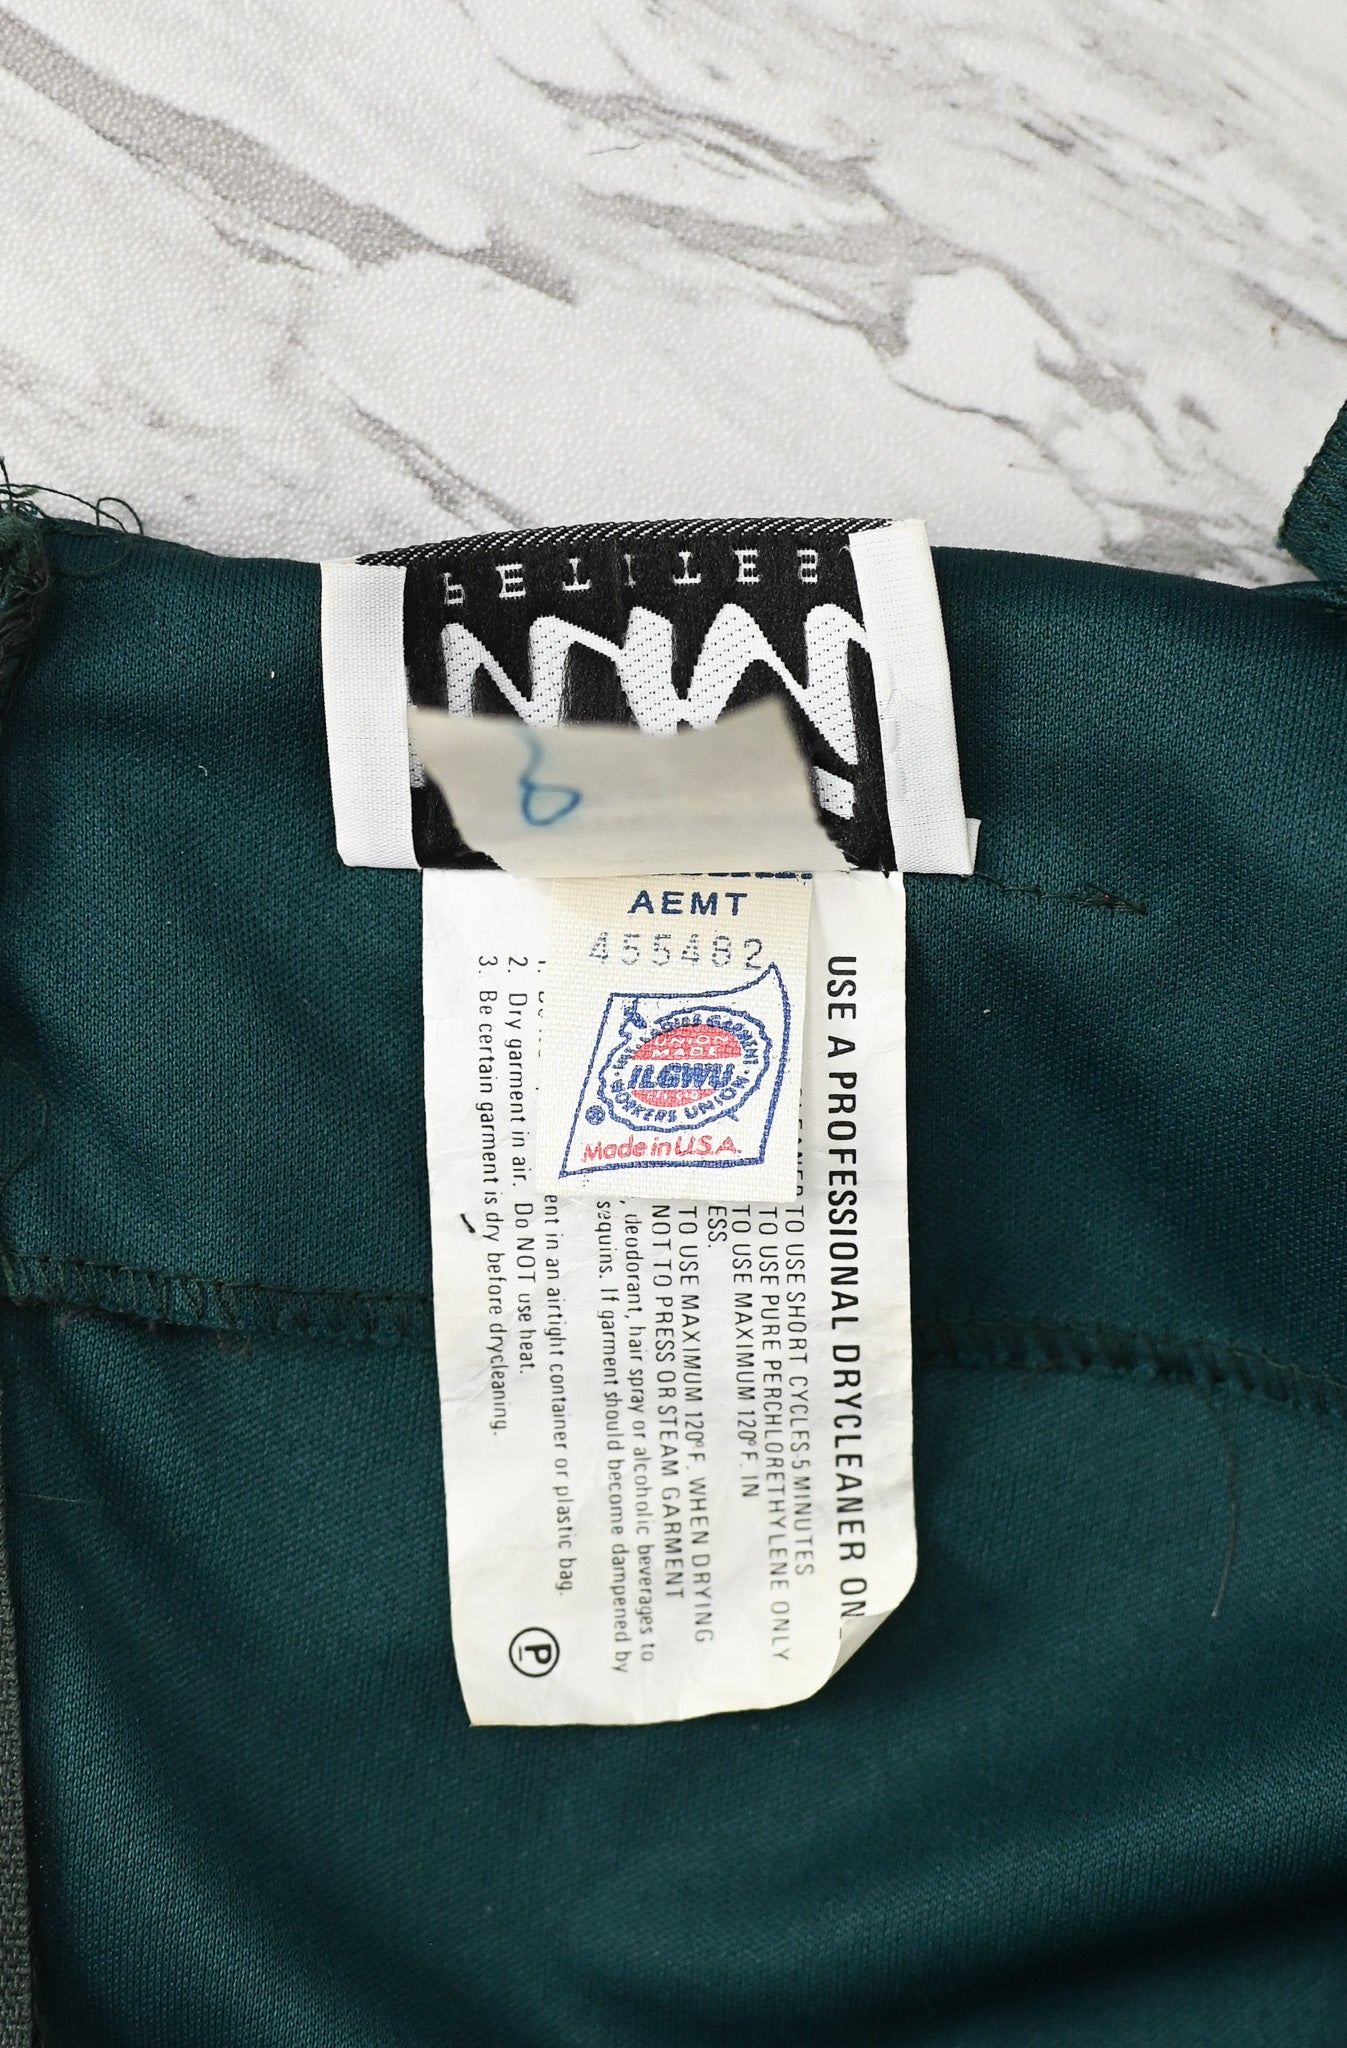 PETITES
AEMT
455482
UNION
MADE
ILGWU
WORKERS UNION
Made in U.S.A.
USE A PROFESSIONAL DRYCLEANER
TO USE SHORT CYCLES-5 MINUTES
TO USE PURE PERCHLORETHYLENE ONLY
TO USE MAXIMUM 120°F. IN
ESS.
TO USE MAXIMUM 120°F. WHEN DRYING
NOT TO PRESS OR STEAM GARMENT
deodorant, hair spray or alcoholic beverages to
sequins. If garment should become dampened by
1.
ent in an airtight container or plastic bag.
2. Dry garment in air. Do NOT use heat.
3. Be certain garment is dry before drycleaning.
P